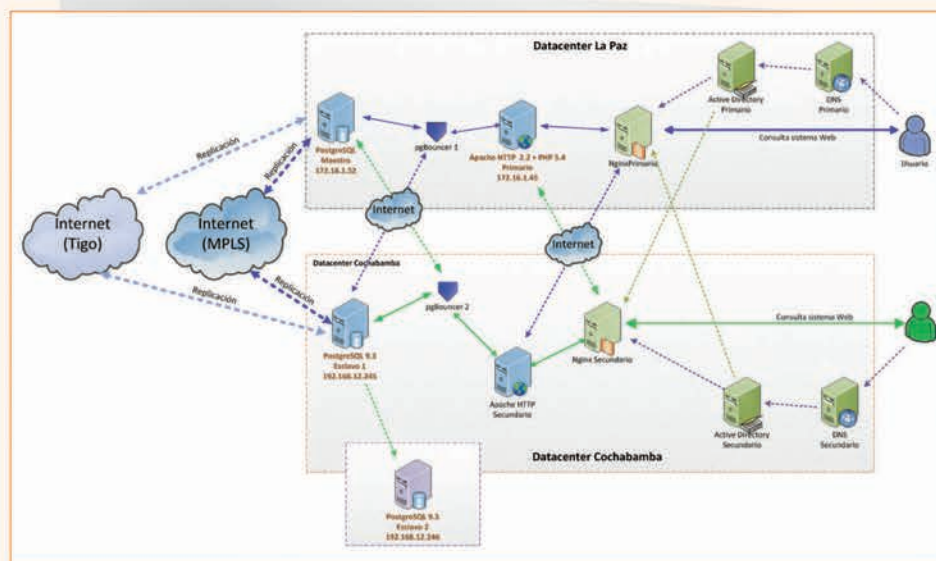 Datacenter La Paz
Active Directory
Primario
DNS
Primario
Replicación
PostgreSQL
Maestro
172.16.1.52
pgBouncer 1
Apache HTTP 2.2 + PHP 5.4
Primario
172.16.1.45
NginxPrimario
Consulta sistema Web
Usuario
Replicación
Internet
(Tigo)
Internet
(MPLS)
Internet
Internet
Datacenter Cochabamba
Replicación
Replicación
pgBouncer 2
Consulta sistema Web
PostgreSQL 9.3
Esclavo 1
192.168.12.245
Nginx Secundario
Apache HTTP
Secundario
Active Directory
Secundario
DNS
Secundario
Datacenter Cochabamba
PostgreSQL 9.3
Esclavo 2
192.168.12.246